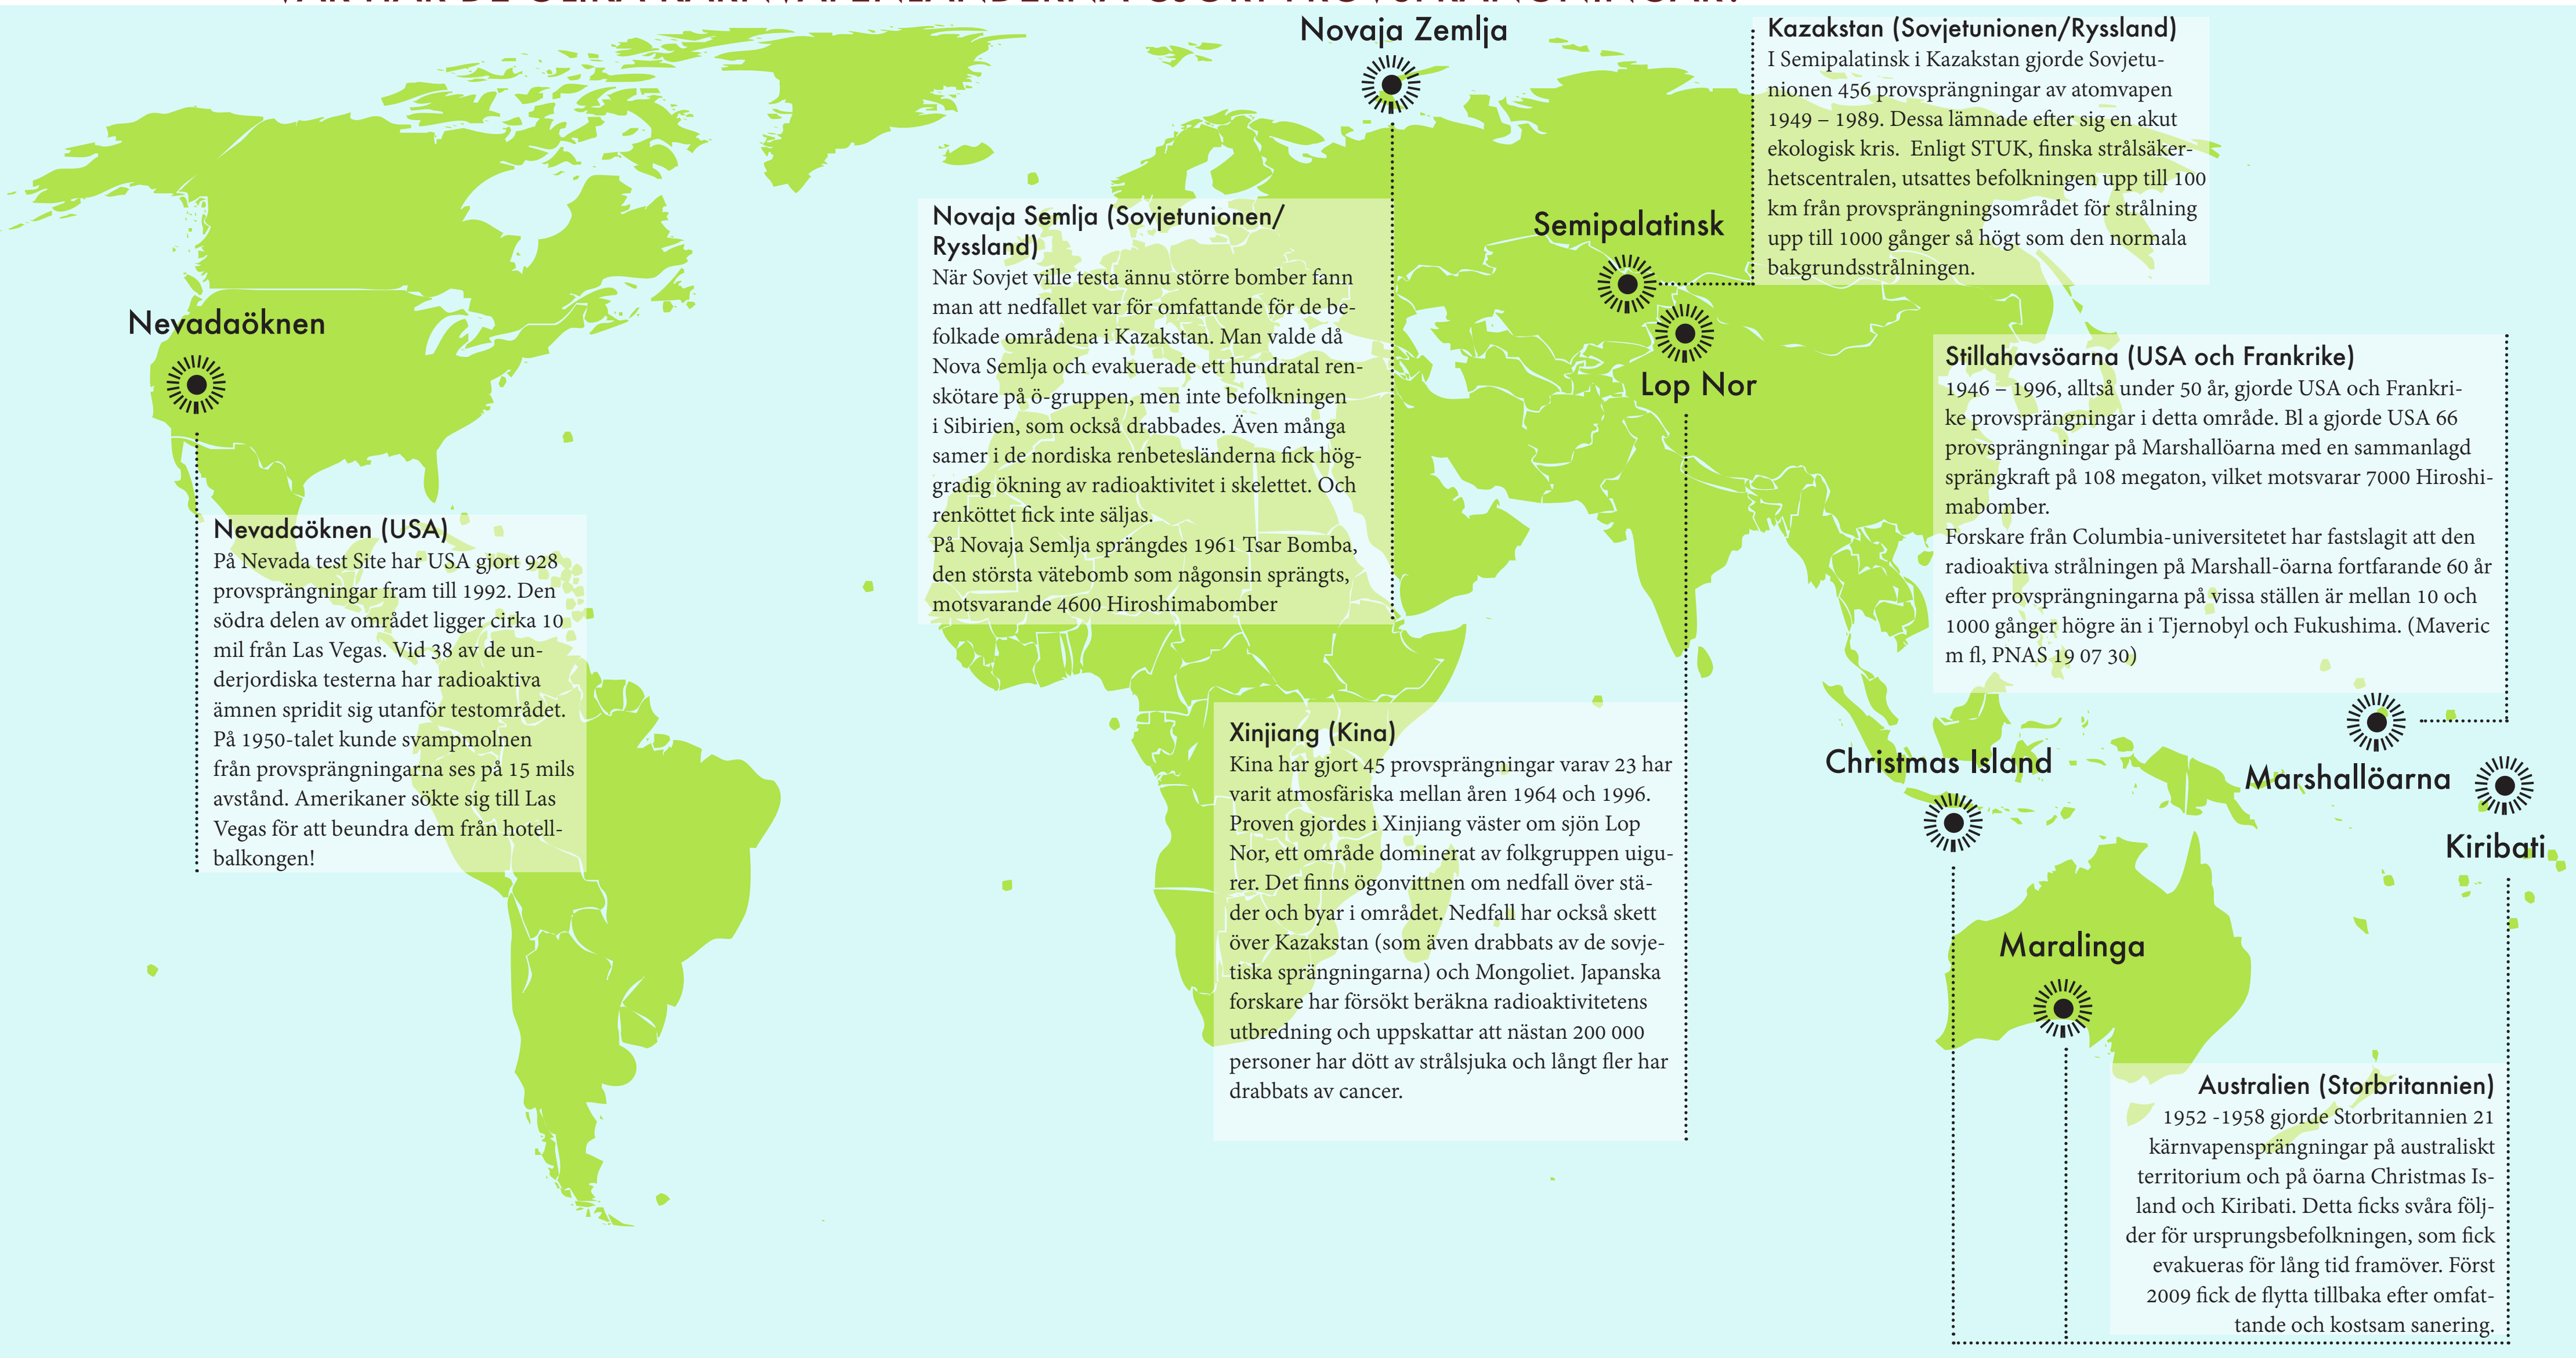 Novaja Zemlja
Kazakstan (Sovjetunionen/Ryssland)
I Semipalatinsk i Kazakstan gjorde Sovjetu-
nionen 456 provsprängningar av atomvapen
1949 – 1989. Dessa lämnade efter sig en akut
ekologisk kris.  Enligt STUK, finska strålsäker-
hetscentralen, utsattes befolkningen upp till 100
km från provsprängningsområdet för strålning
upp till 1000 gånger så högt som den normala
bakgrundsstrålningen.
Semipalatinsk
Novaja Semlja (Sovjetunionen/
Ryssland)
När Sovjet ville testa ännu större bomber fann
man att nedfallet var för omfattande för de be-
folkade områdena i Kazakstan. Man valde då
Nova Semlja och evakuerade ett hundratal ren-
skötare på ö-gruppen, men inte befolkningen
i Sibirien, som också drabbades. Även många
samer i de nordiska renbetesländerna fick hög-
gradig ökning av radioaktivitet i skelettet. Och
renköttet fick inte säljas.
På Novaja Semlja sprängdes 1961 Tsar Bomba,
den största vätebomb som någonsin sprängts,
motsvarande 4600 Hiroshimabomber
Nevadaöknen
Lop Nor
Stillahavsöarna (USA och Frankrike)
1946 – 1996, alltså under 50 år, gjorde USA och Frankri-
ke provsprängningar i detta område. Bl a gjorde USA 66
provsprängningar på Marshallöarna med en sammanlagd
sprängkraft på 108 megaton, vilket motsvarar 7000 Hiroshi-
mabomber.
Forskare från Columbia-universitetet har fastslagit att den
radioaktiva strålningen på Marshall-öarna fortfarande 60 år
efter provsprängningarna på vissa ställen är mellan 10 och
1000 gånger högre än i Tjernobyl och Fukushima. (Maveric
m fl, PNAS 19 07 30)
Nevadaöknen (USA)
På Nevada test Site har USA gjort 928
provsprängningar fram till 1992. Den
södra delen av området ligger cirka 10
mil från Las Vegas. Vid 38 av de un-
derjordiska testerna har radioaktiva
ämnen spridit sig utanför testområdet.
På 1950-talet kunde svampmolnen
från provsprängningarna ses på 15 mils
avstånd. Amerikaner sökte sig till Las
Vegas för att beundra dem från hotell-
balkongen!
Xinjiang (Kina)
Kina har gjort 45 provsprängningar varav 23 har
varit atmosfäriska mellan åren 1964 och 1996.
Proven gjordes i Xinjiang väster om sjön Lop
Nor, ett område dominerat av folkgruppen uigu-
rer. Det finns ögonvittnen om nedfall över stä-
der och byar i området. Nedfall har också skett
över Kazakstan (som även drabbats av de sovje-
tiska sprängningarna) och Mongoliet. Japanska
forskare har försökt beräkna radioaktivitetens
utbredning och uppskattar att nästan 200 000
personer har dött av strålsjuka och långt fler har
drabbats av cancer.
Christmas Island
Marshallöarna
Kiribati
Maralinga
Australien (Storbritannien)
1952 -1958 gjorde Storbritannien 21
kärnvapensprängningar på australiskt
territorium och på öarna Christmas Is-
land och Kiribati. Detta ficks svåra följ-
der för ursprungsbefolkningen, som fick
evakueras för lång tid framöver. Först
2009 fick de flytta tillbaka efter omfat-
tande och kostsam sanering.